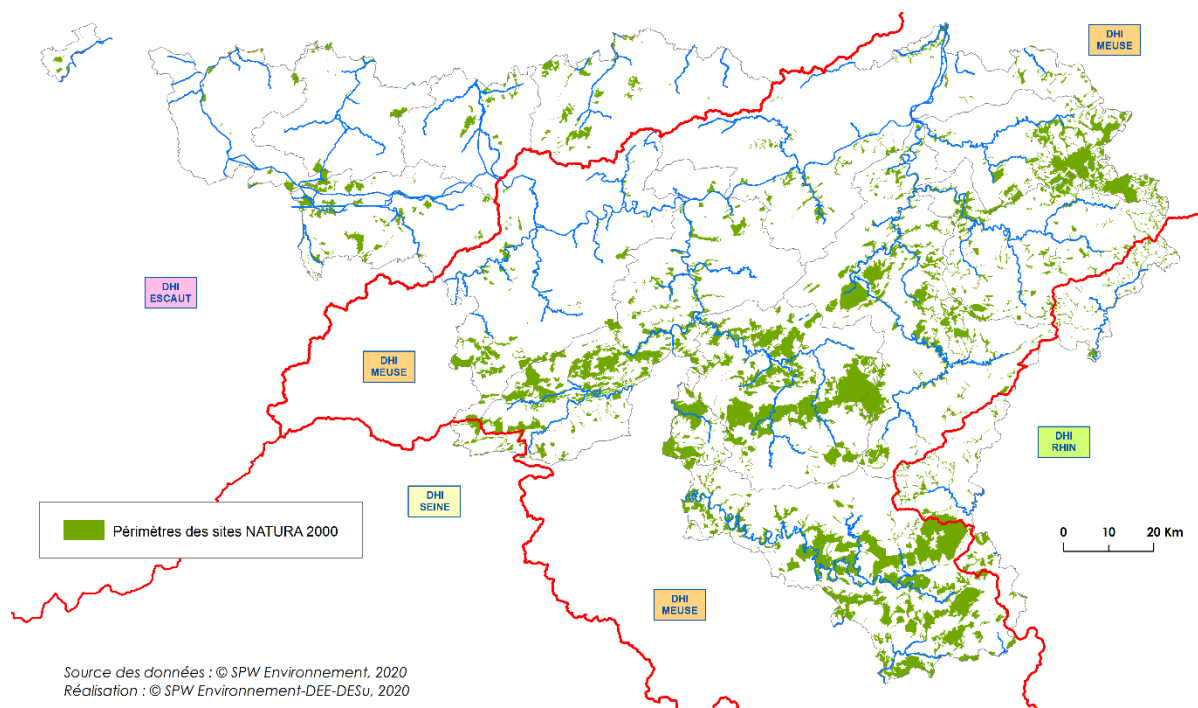 DHI
MEUSE
DHI
ESCAUT
DHI
MEUSE
DHI
RHIN
DHI
SEINE
Périmètres des sites NATURA 2000
0 10 20 Km
DHI
MEUSE
Source des données : © SPW Environnement, 2020
Réalisation : © SPW Environnement-DEE-DESu, 2020